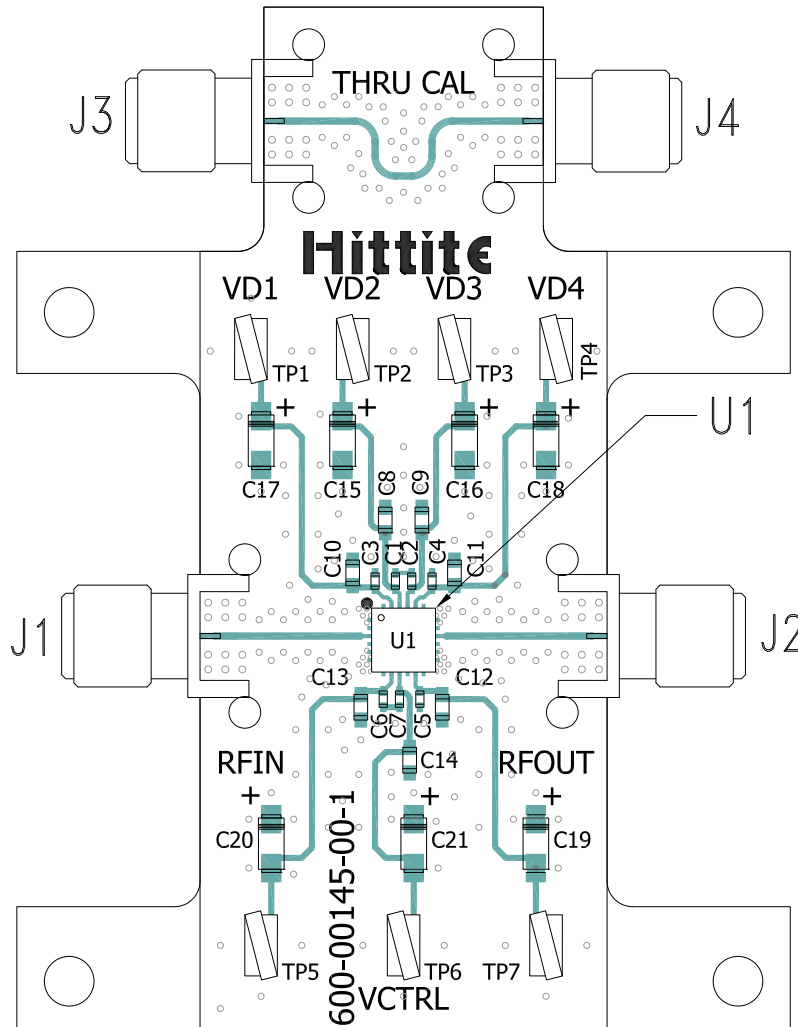 THRU CAL
J3
J4
Hittite
VD1 VD2 VD3 VD4
TP1 TP2 TP3 TP4
+ + + +
U1
C17 C15 C16 C18
C8 C9
C10 C3 C1 C2 C4 C11
J1
U1
J2
C13 C12
C6 C7 C5
C14
RFIN RFOUT
+ + +
C20 C21 C19
600-00145-00-1
TP5 TP6 TP7
VCTRL